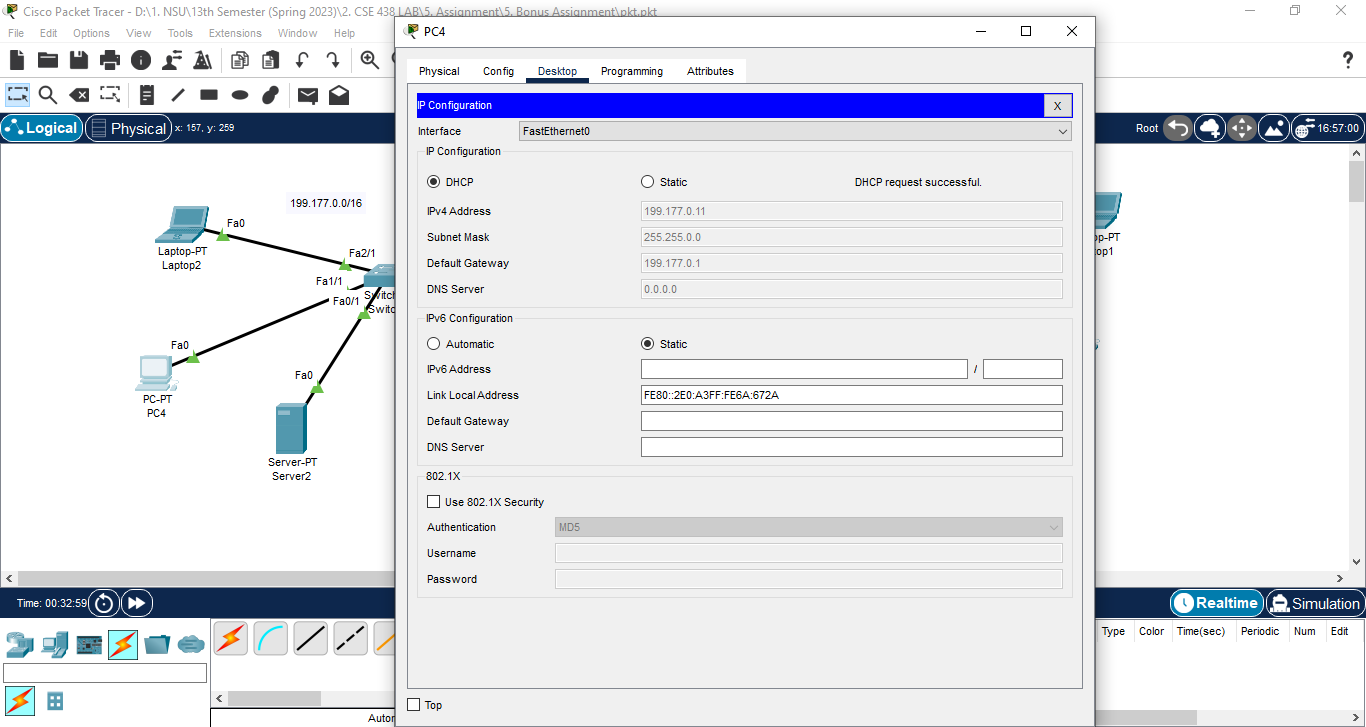 Cisco Packet Tracer - D:\1. NSU\13th Semester (Spring 2023)\2. CSE 438 LAB\5. Assignment\5. Bonus Assignment\pkt.pkt
File Edit Options View Tools Extensions Window Help
PC4
Physical Config Desktop Programming Attributes
Logical Physical x: 157, y: 259
Root 16:57:00
IP Configuration X
Interface FastEthernet0
IP Configuration
DHCP Static DHCP request successful.
IPv4 Address 199.177.0.11
Subnet Mask 255.255.0.0
Default Gateway 199.177.0.1
DNS Server 0.0.0.0
IPv6 Configuration
Automatic Static
IPv6 Address /
Link Local Address FE80::2E0:A3FF:FE6A:672A
Default Gateway
DNS Server
802.1X
Use 802.1X Security
Authentication MD5
Username
Password
Top
199.177.0.0/16
Fa0
Laptop-PT
Laptop2
Fa2/1
Fa1/1
Fa0/1
Switch
Switc
Fa0
PC-PT
PC4
Fa0
Server-PT
Server2
op-PT
top1
Time: 00:32:59
Realtime Simulation
Type Color Time(sec) Periodic Num Edit
Autor